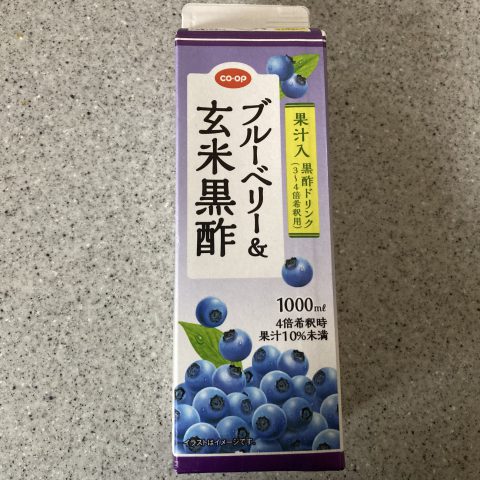 CO·OP
ブルーベリー&
玄米黒酢
果汁入 黒酢ドリンク
(3〜4倍希釈用)
1000ml
4倍希釈時
果汁10%未満
イラストはイメージです。